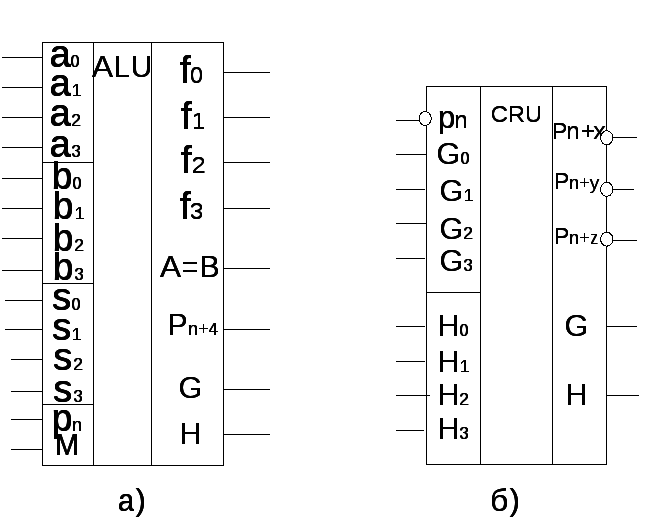 ALU
a0
a1
a2
a3
b0
b1
b2
b3
s0
s1
s2
s3
pn
M
f0
f1
f2
f3
A=B
Pn+4
G
H
а)
CRU
pn
G0
G1
G2
G3
H0
H1
H2
H3
Pn+x
Pn+y
Pn+z
G
H
б)